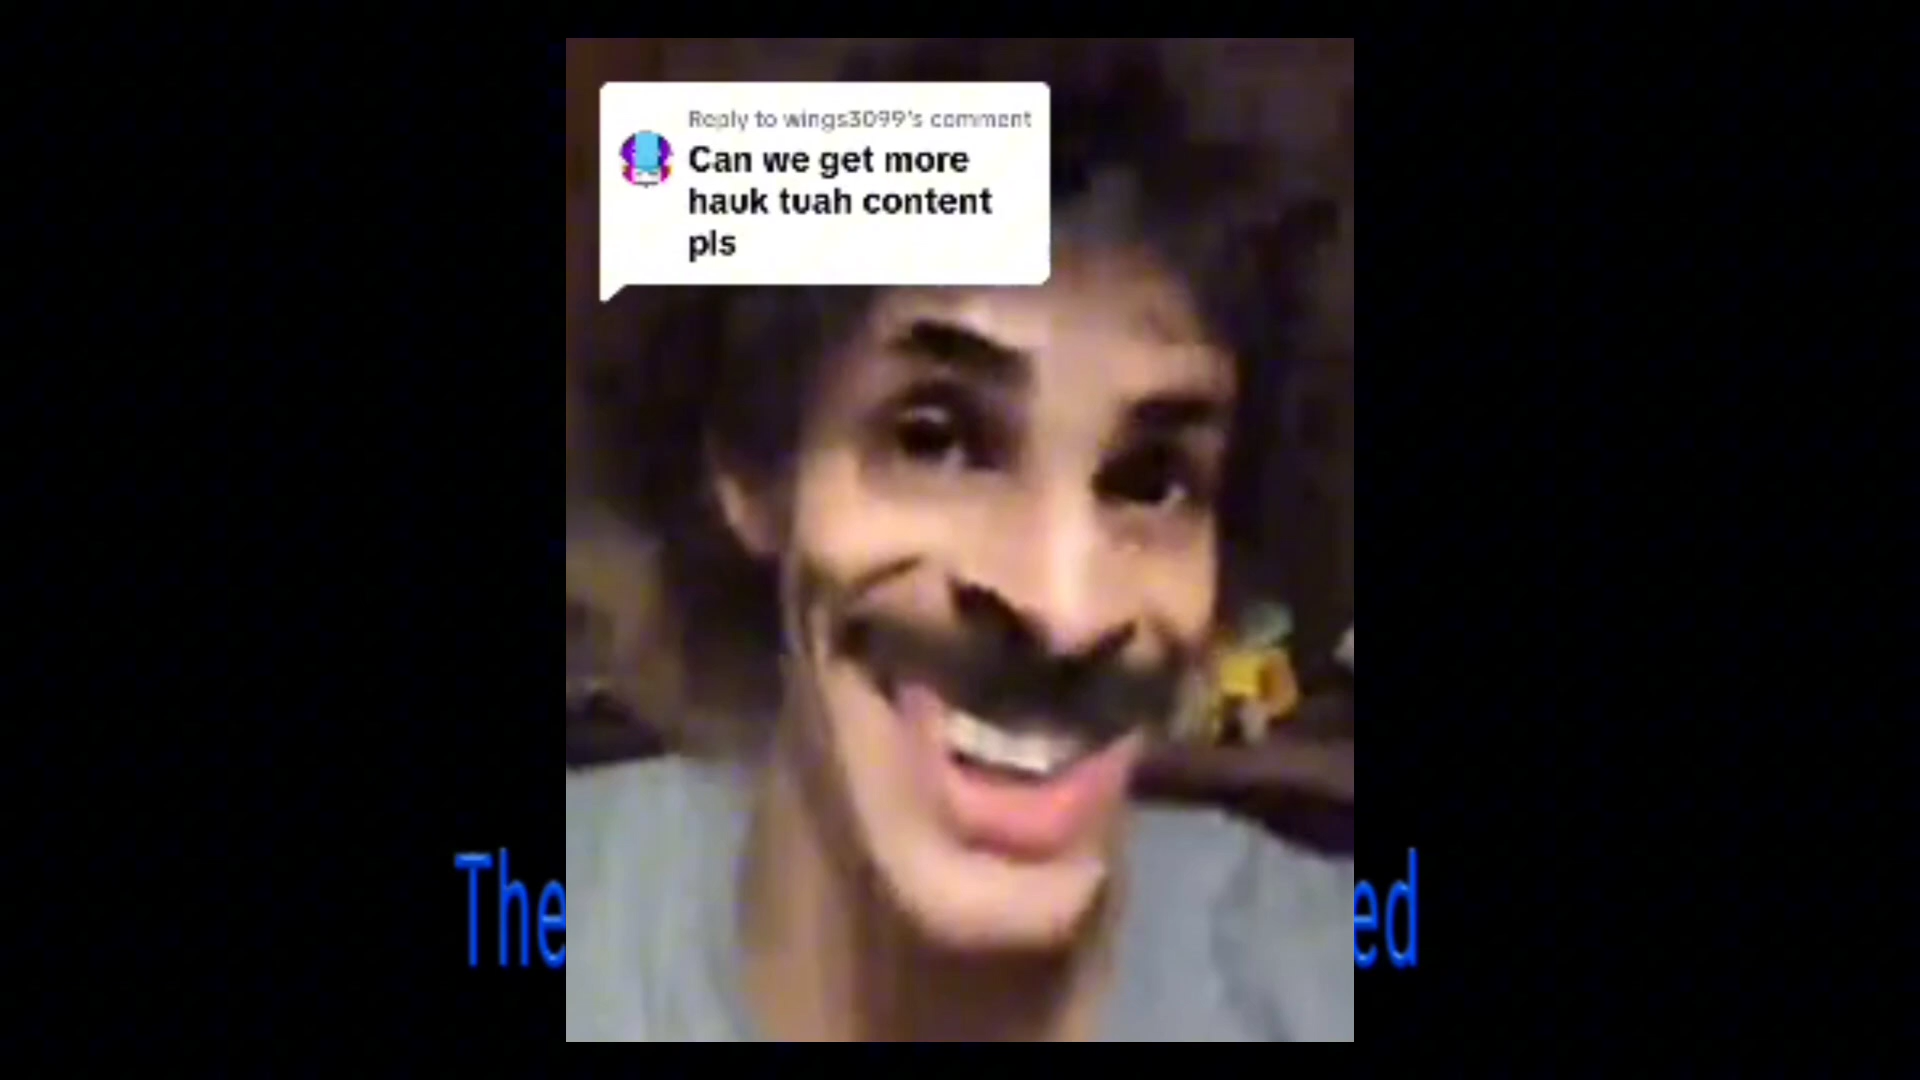 Reply to wings3099's comment
Can we get more
hauk tuah content
pls
The
ed